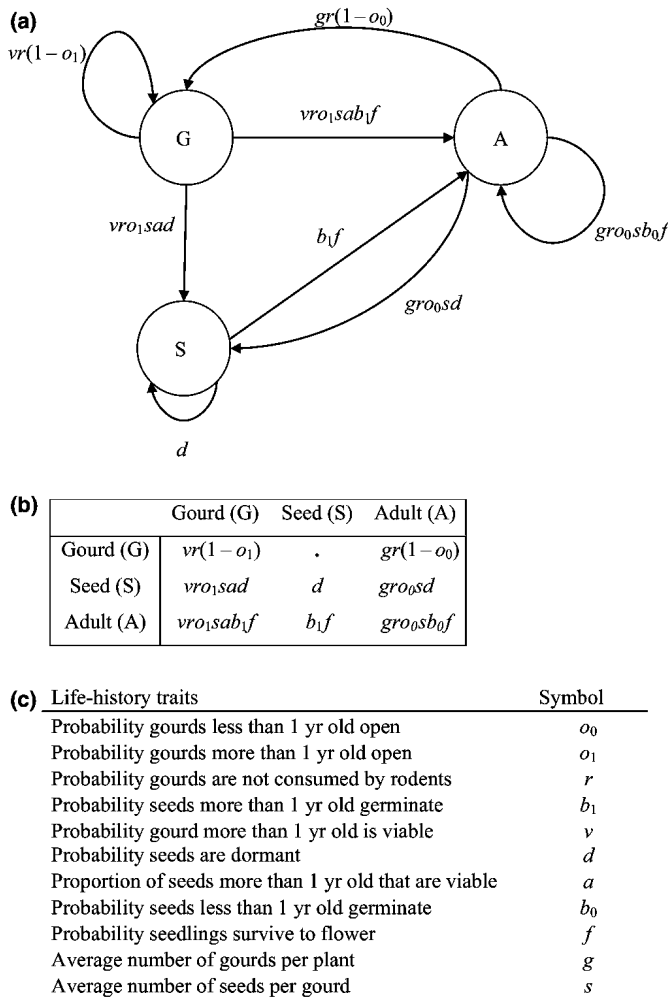 (a)
gr(1–o₀)
vr(1–o₁)
G
vro₁sab₁f
A
vro₁sad
b₁f
gro₀sb₀f
gro₀sd
S
d
(b)
Gourd (G) Seed (S) Adult (A)
Gourd (G) vr(1–o₁) . gr(1–o₀)
Seed (S) vro₁sad d gro₀sd
Adult (A) vro₁sab₁f b₁f gro₀sb₀f
(c) Life-history traits Symbol
Probability gourds less than 1 yr old open o₀
Probability gourds more than 1 yr old open o₁
Probability gourds are not consumed by rodents r
Probability seeds more than 1 yr old germinate b₁
Probability gourd more than 1 yr old is viable v
Probability seeds are dormant d
Proportion of seeds more than 1 yr old that are viable a
Probability seeds less than 1 yr old germinate b₀
Probability seedlings survive to flower f
Average number of gourds per plant g
Average number of seeds per gourd s